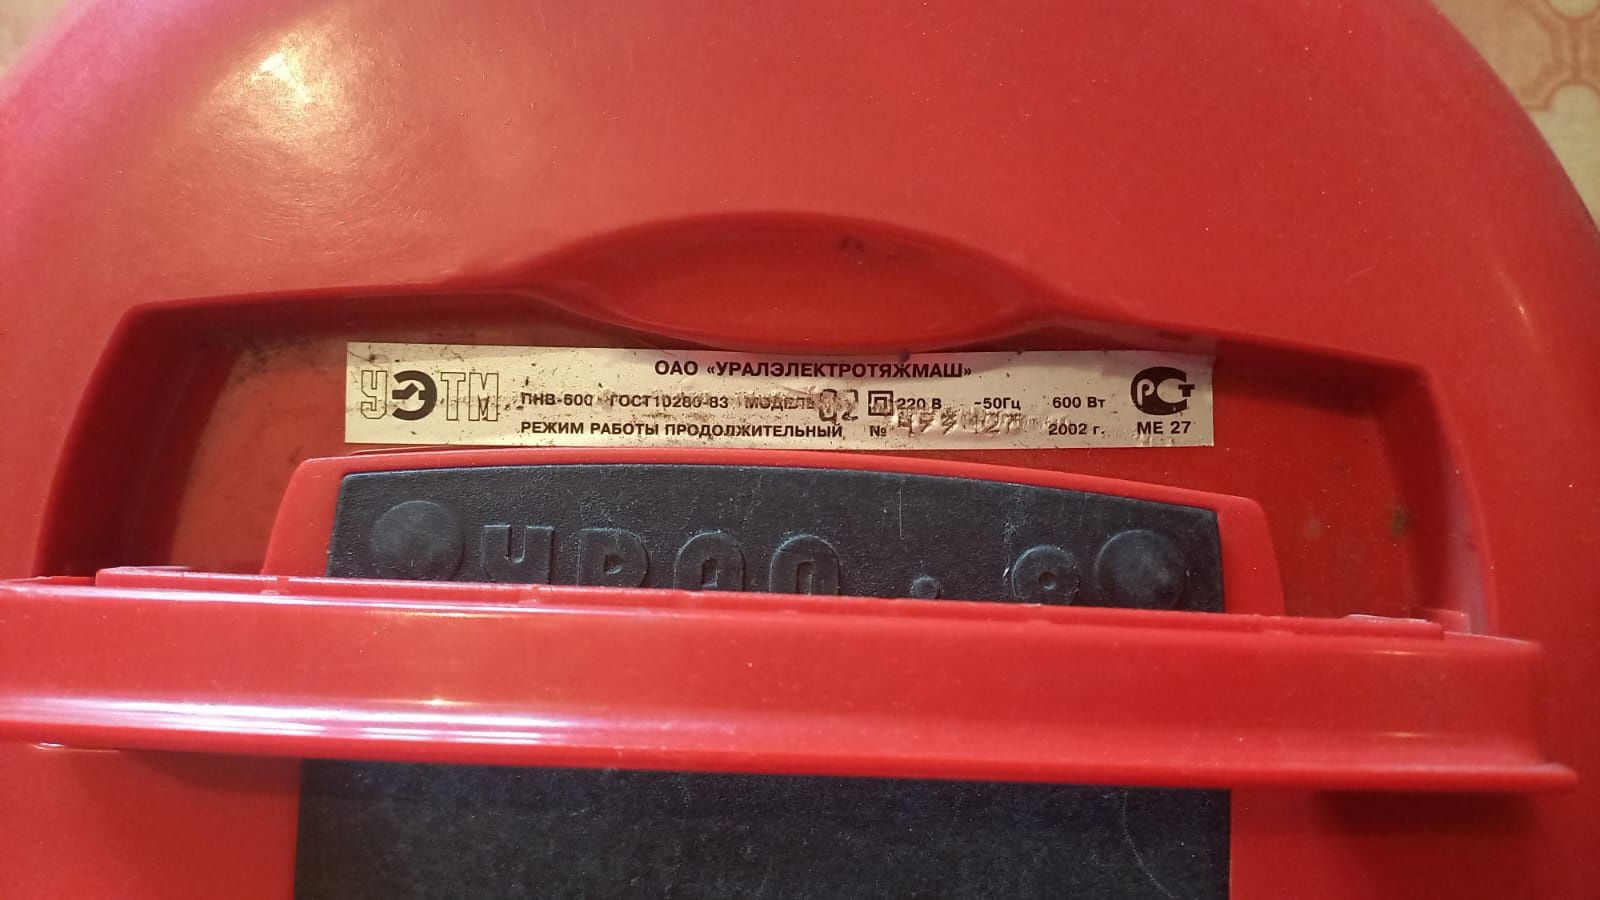 УЭТМ
ОАО «УРАЛЭЛЕКТРОТЯЖМАШ»
ПНВ-600 ГОСТ10280-83 МОДЕЛЬ 02 220 В ~50Гц 600 Вт
РЕЖИМ РАБОТЫ ПРОДОЛЖИТЕЛЬНЫЙ № 2002 г.
РСТ
МЕ 27